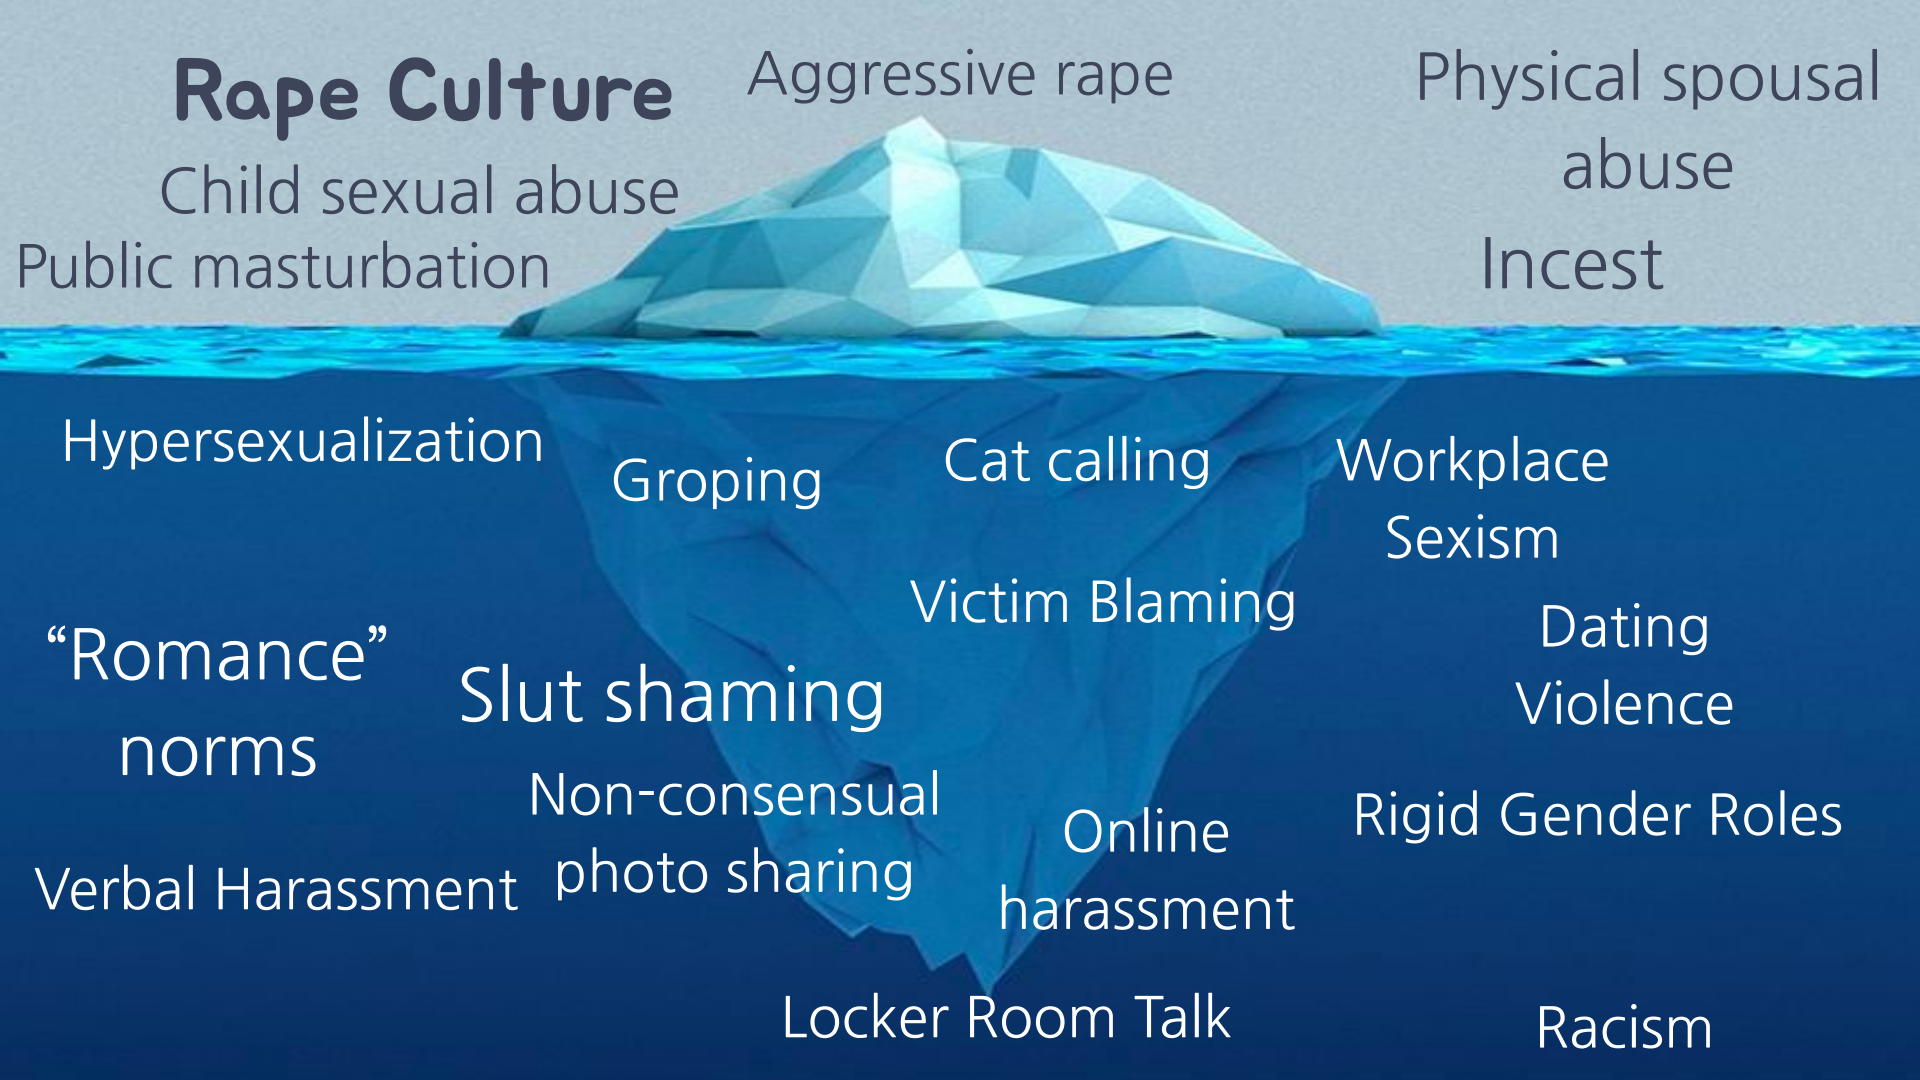 Rape Culture
Aggressive rape
Physical spousal
abuse
Child sexual abuse
Public masturbation
Incest
Hypersexualization
Groping
Cat calling
Workplace
Sexism
Victim Blaming
Dating
Violence
“Romance”
norms
Slut shaming
Non-consensual
photo sharing
Online
harassment
Rigid Gender Roles
Verbal Harassment
Locker Room Talk
Racism